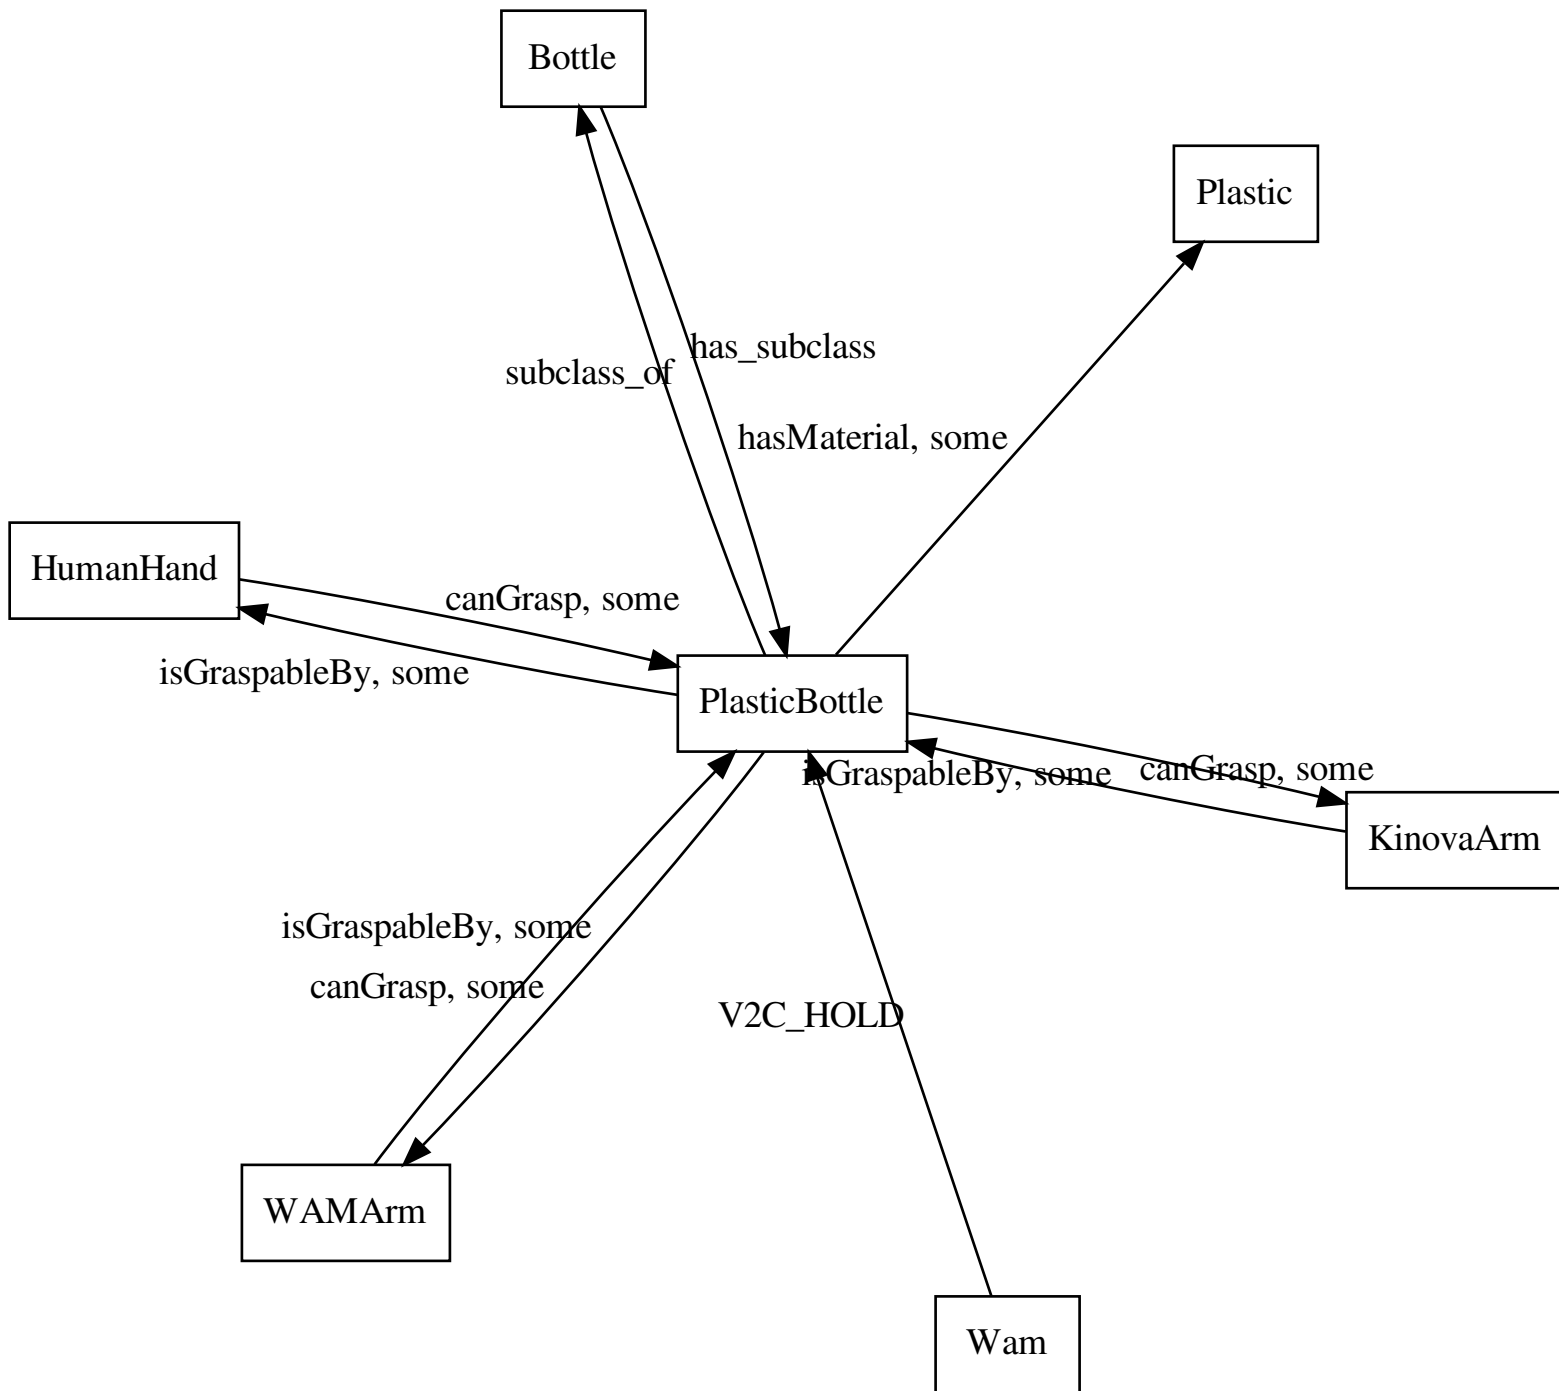 Bottle
Plastic
has_subclass
subclass_of
hasMaterial, some
HumanHand
canGrasp, some
isGraspableBy, some
PlasticBottle
isGraspableBy, some
canGrasp, some
KinovaArm
isGraspableBy, some
canGrasp, some
V2C_HOLD
WAMArm
Wam